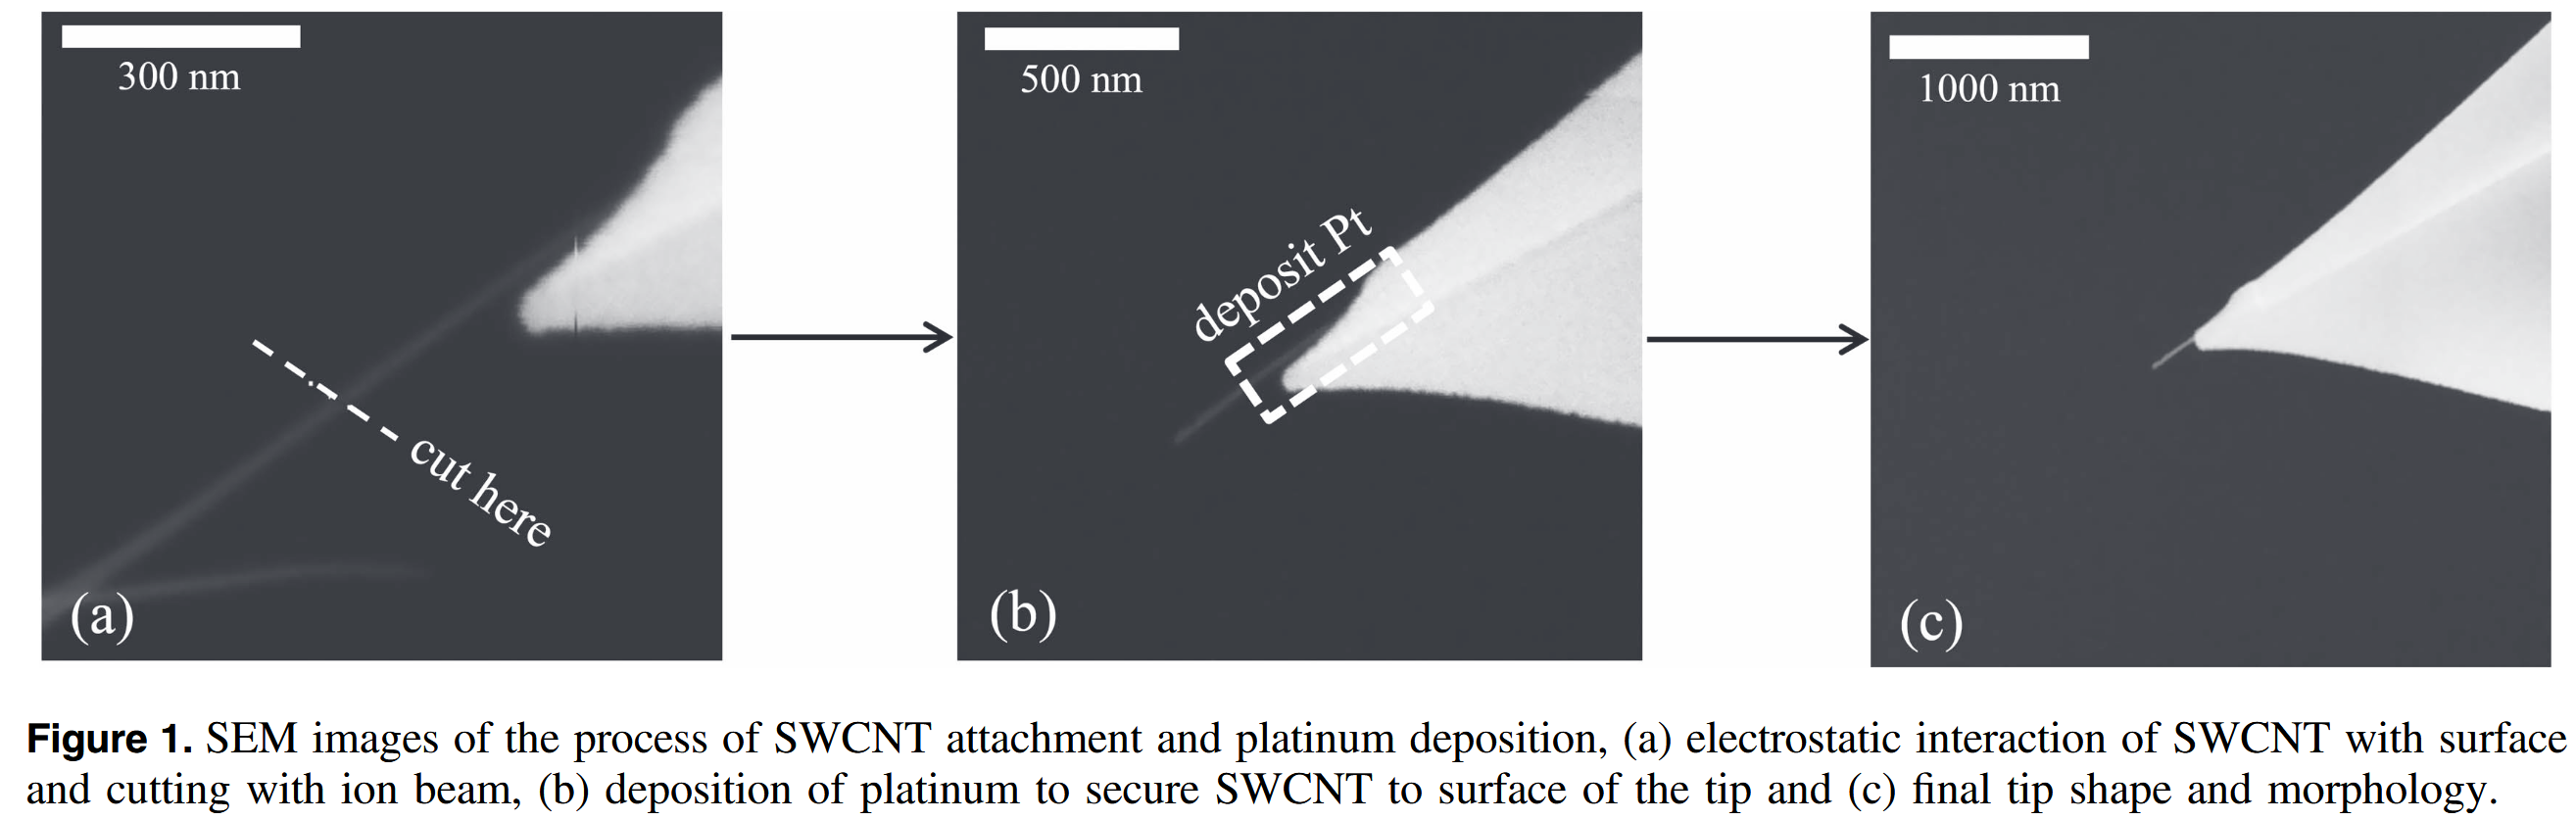 300 nm
500 nm
1000 nm
deposit Pt
cut here
(a)
(b)
(c)
Figure 1. SEM images of the process of SWCNT attachment and platinum deposition, (a) electrostatic interaction of SWCNT with surface
and cutting with ion beam, (b) deposition of platinum to secure SWCNT to surface of the tip and (c) final tip shape and morphology.